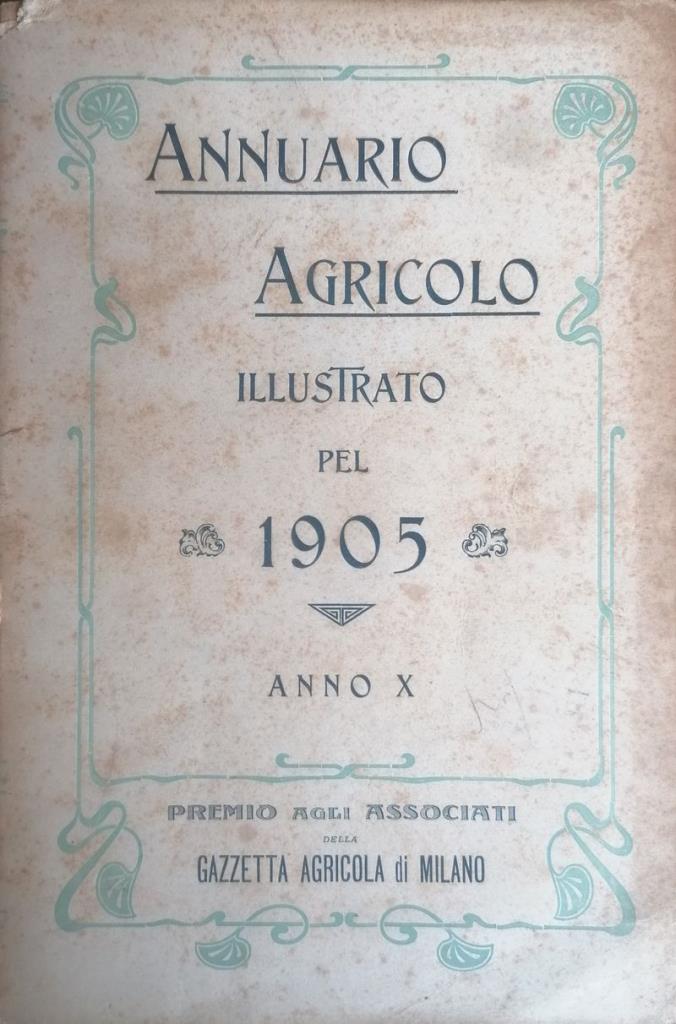 ANNUARIO
AGRICOLO
ILLUSTRATO
PEL
1905
ANNO X
PREMIO AGLI ASSOCIATI
DELLA
GAZZETTA AGRICOLA di MILANO